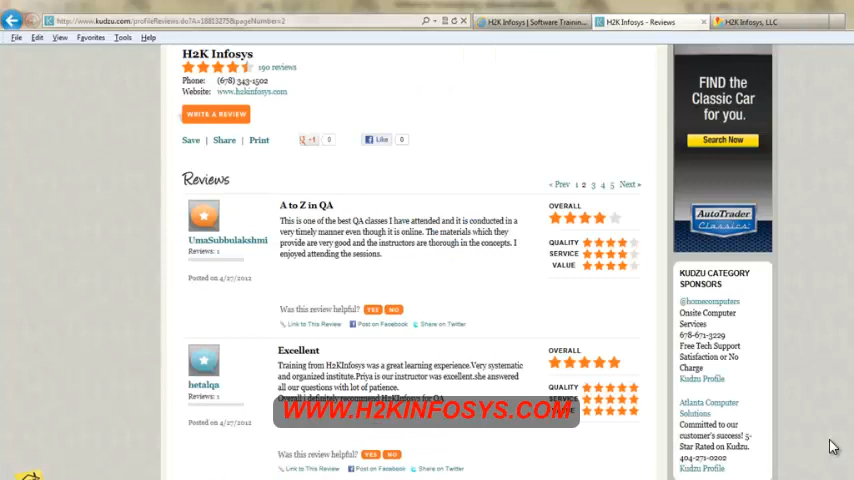 http://www.kudzu.com/profileReviews.do?A=18813275&pageNumber=2
H2K Infosys | Software Trainin...
H2K Infosys - Reviews
H2K Infosys, LLC
File Edit View Favorites Tools Help
H2K Infosys
190 reviews
Phone: (678) 343-1502
Website: www.h2kinfosys.com
WRITE A REVIEW
Save | Share | Print
+1 0
Like 0
Reviews
« Prev 1 2 3 4 5 Next »
A to Z in QA
This is one of the best QA classes I have attended and it is conducted in a
very timely manner even though it is online. The materials which they
provide are very good and the instructors are thorough in the concepts. I
enjoyed attending the sessions.
UmaSubbulakshmi
Reviews: 1
Posted on 4/27/2012
OVERALL
QUALITY
SERVICE
VALUE
Was this review helpful? YES NO
Link to This Review Post on Facebook Share on Twitter
Excellent
Training from H2KInfosys was a great learning experience.Very systematic
and organized institute.Priya is our instructor was excellent.she answered
all our questions with lot of patience.
Overall i definitely recommend H2KInfosys for QA
hetalqa
Reviews: 1
Posted on 4/27/2012
OVERALL
QUALITY
SERVICE
WWW.H2KINFOSYS.COM
Was this review helpful? YES NO
Link to This Review Post on Facebook Share on Twitter
FIND the
Classic Car
for you.
Search Now
AutoTrader
Classics
KUDZU CATEGORY
SPONSORS
@homecomputers
Onsite Computer
Services
678-671-3229
Free Tech Support
Satisfaction or No
Charge
Kudzu Profile
Atlanta Computer
Solutions
Committed to our
customer's success! 5-
Star Rated on Kudzu.
404-271-0202
Kudzu Profile